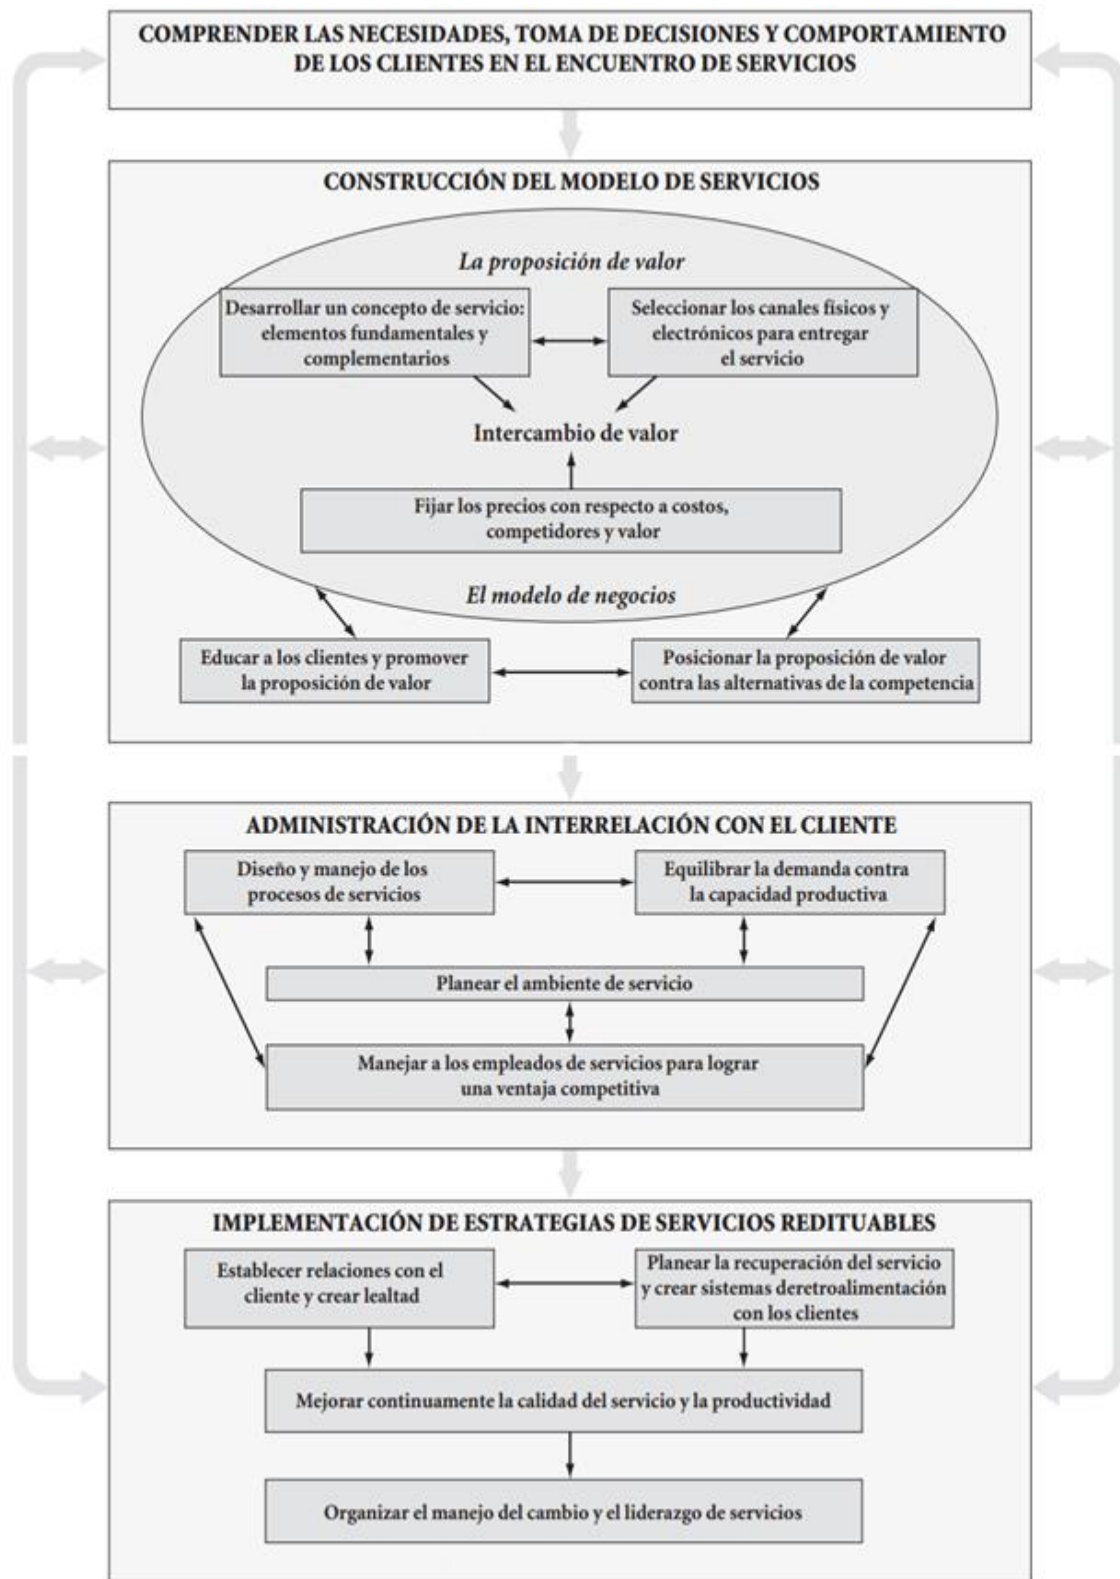 COMPRENDER LAS NECESIDADES, TOMA DE DECISIONES Y COMPORTAMIENTO
DE LOS CLIENTES EN EL ENCUENTRO DE SERVICIOS
CONSTRUCCIÓN DEL MODELO DE SERVICIOS
La proposición de valor
Desarrollar un concepto de servicio:
elementos fundamentales y
complementarios
Seleccionar los canales físicos y
electrónicos para entregar
el servicio
Intercambio de valor
Fijar los precios con respecto a costos,
competidores y valor
El modelo de negocios
Educar a los clientes y promover
la proposición de valor
Posicionar la proposición de valor
contra las alternativas de la competencia
ADMINISTRACIÓN DE LA INTERRELACIÓN CON EL CLIENTE
Diseño y manejo de los
procesos de servicios
Equilibrar la demanda contra
la capacidad productiva
Planear el ambiente de servicio
Manejar a los empleados de servicios para lograr
una ventaja competitiva
IMPLEMENTACIÓN DE ESTRATEGIAS DE SERVICIOS REDITUABLES
Establecer relaciones con el
cliente y crear lealtad
Planear la recuperación del servicio
y crear sistemas deretroalimentación
con los clientes
Mejorar continuamente la calidad del servicio y la productividad
Organizar el manejo del cambio y el liderazgo de servicios